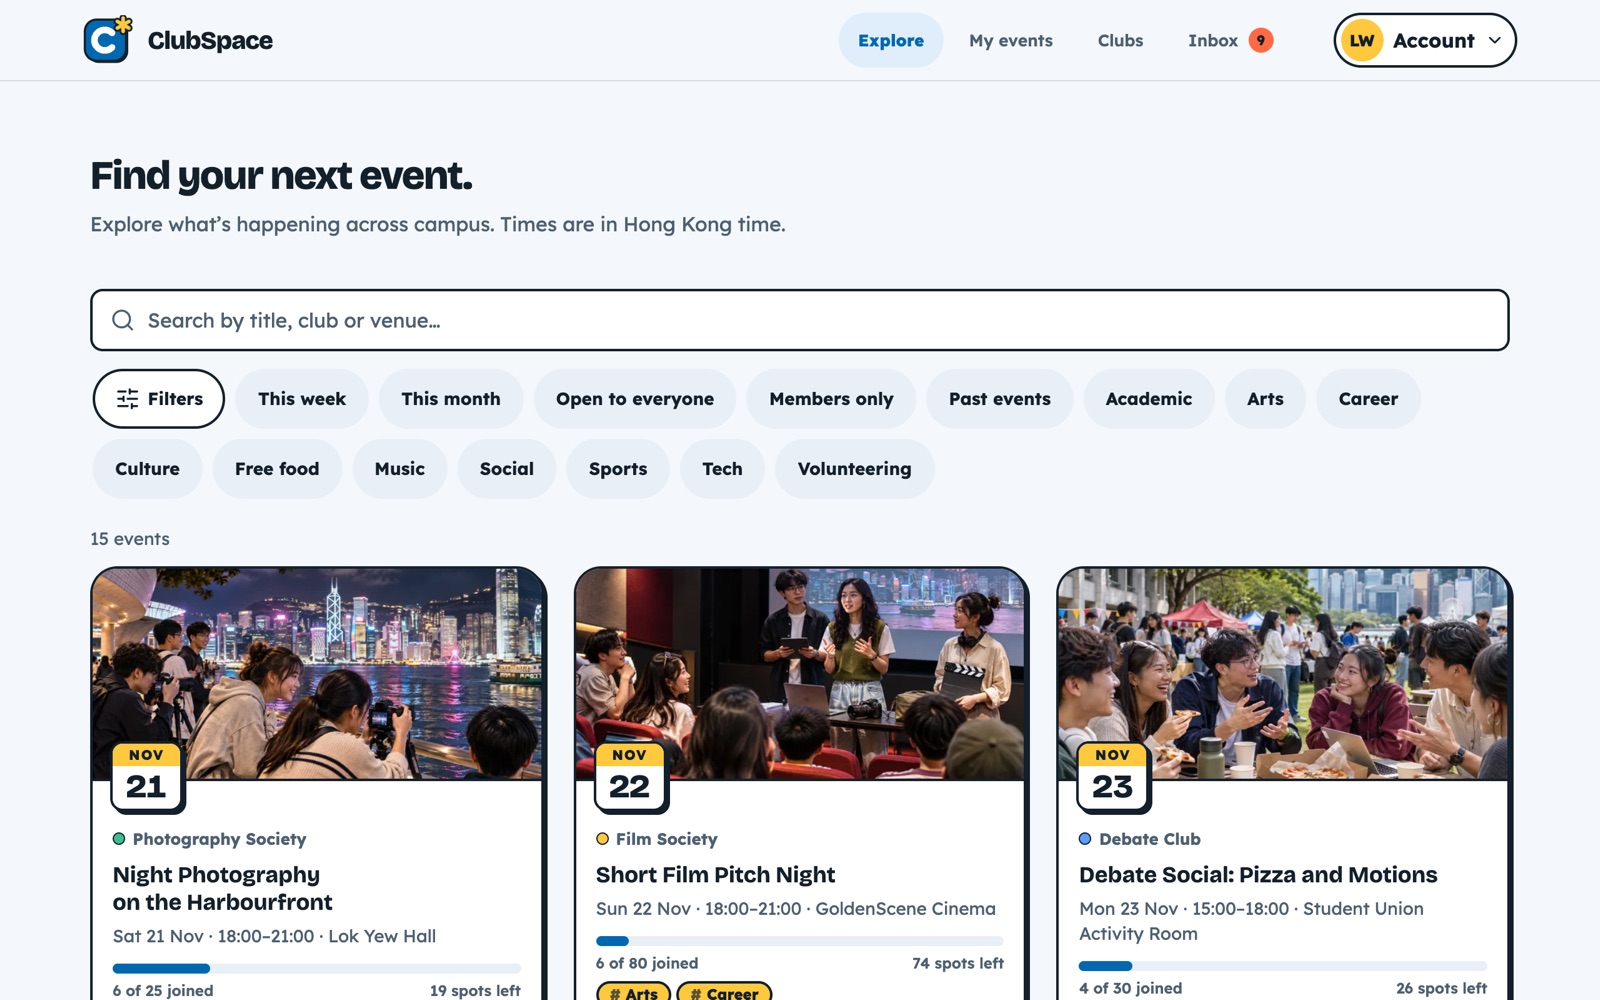 C* ClubSpace
Explore My events Clubs Inbox 9 LW Account
Find your next event.
Explore what's happening across campus. Times are in Hong Kong time.
Search by title, club or venue…
Filters This week This month Open to everyone Members only Past events Academic Arts Career
Culture Free food Music Social Sports Tech Volunteering
15 events
NOV
21
Photography Society
Night Photography
on the Harbourfront
Sat 21 Nov · 18:00–21:00 · Lok Yew Hall
6 of 25 joined 19 spots left
NOV
22
Film Society
Short Film Pitch Night
Sun 22 Nov · 18:00–21:00 · GoldenScene Cinema
6 of 80 joined 74 spots left
# Arts # Career
NOV
23
Debate Club
Debate Social: Pizza and Motions
Mon 23 Nov · 15:00–18:00 · Student Union
Activity Room
4 of 30 joined 26 spots left